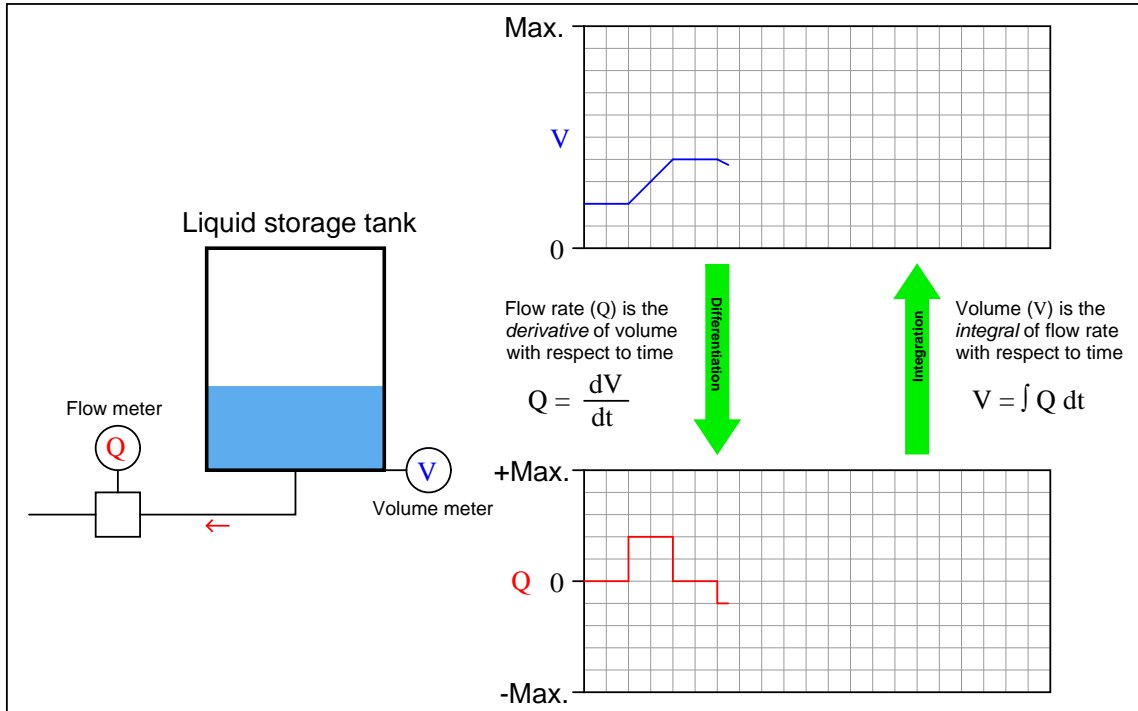 Max.
V
0
Liquid storage tank
Flow meter
Q
V
Volume meter
Flow rate (Q) is the
derivative of volume
with respect to time
Q = dV
dt
Differentiation
Integration
Volume (V) is the
integral of flow rate
with respect to time
V = ∫ Q dt
+Max.
Q 0
-Max.